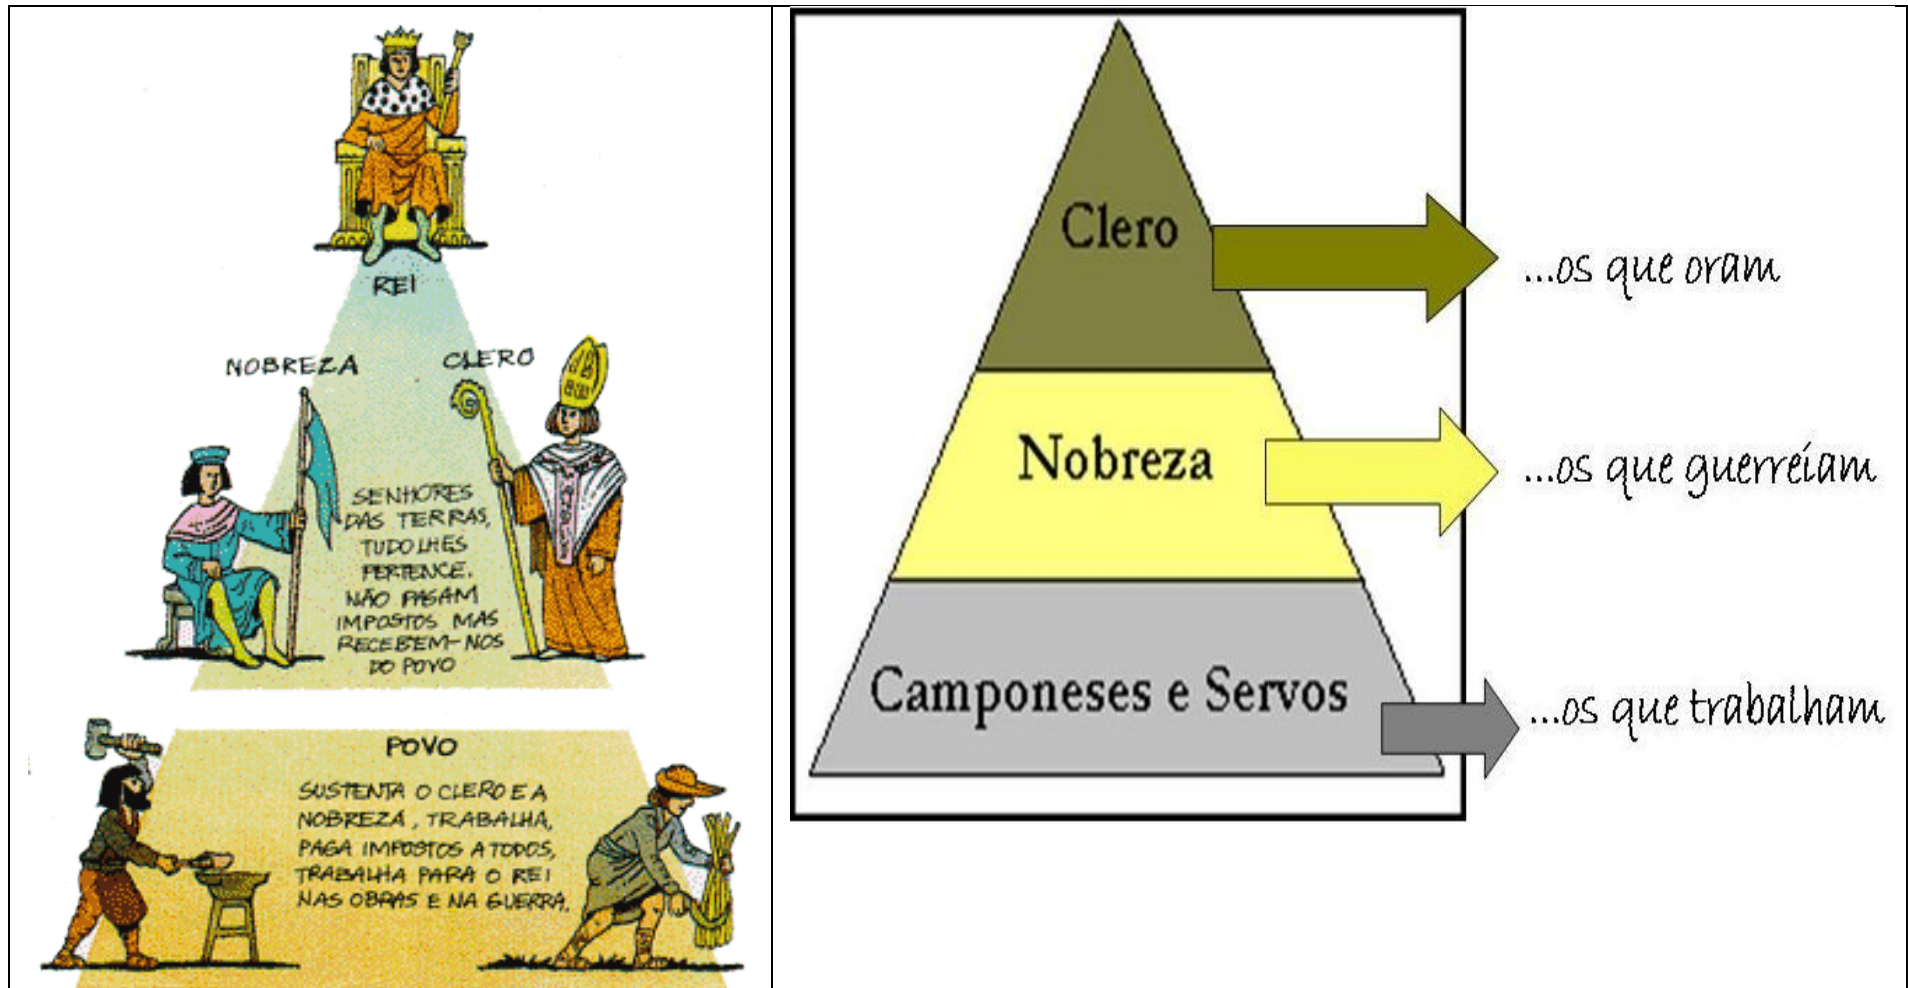 REI
NOBREZA
CLERO
SENHORES
DAS TERRAS,
TUDO LHES
PERTENCE.
NÃO PAGAM
IMPOSTOS MAS
RECEBEM-NOS
DO POVO
POVO
SUSTENTA O CLERO E A
NOBREZA, TRABALHA,
PAGA IMPOSTOS A TODOS,
TRABALHA PARA O REI
NAS OBRAS E NA GUERRA.
Clero
...os que oram
Nobreza
...os que guerreiam
Camponeses e Servos
...os que trabalham